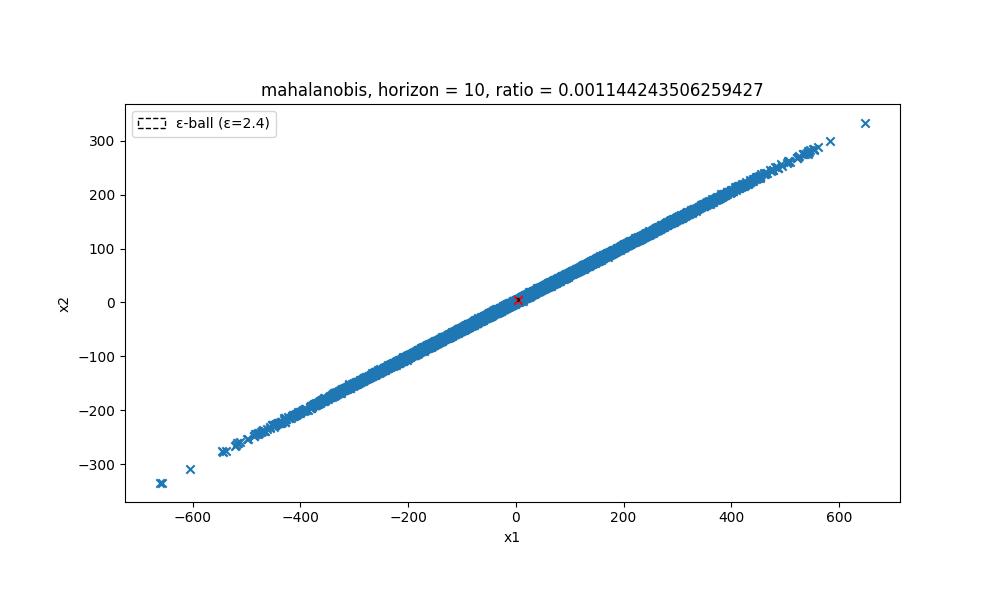 mahalanobis, horizon = 10, ratio = 0.001144243506259427
ε-ball (ε=2.4)
300
200
100
0
−100
−200
−300
x2
−600 −400 −200 0 200 400 600
x1